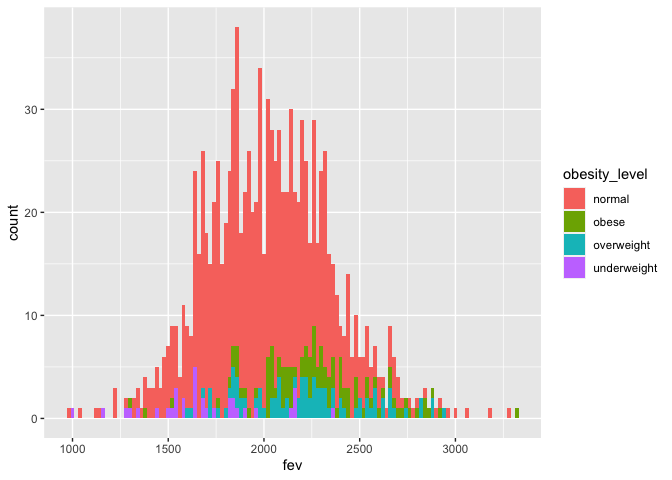 30
20
10
0
count
1000
1500
2000
2500
3000
fev
obesity_level
normal
obese
overweight
underweight